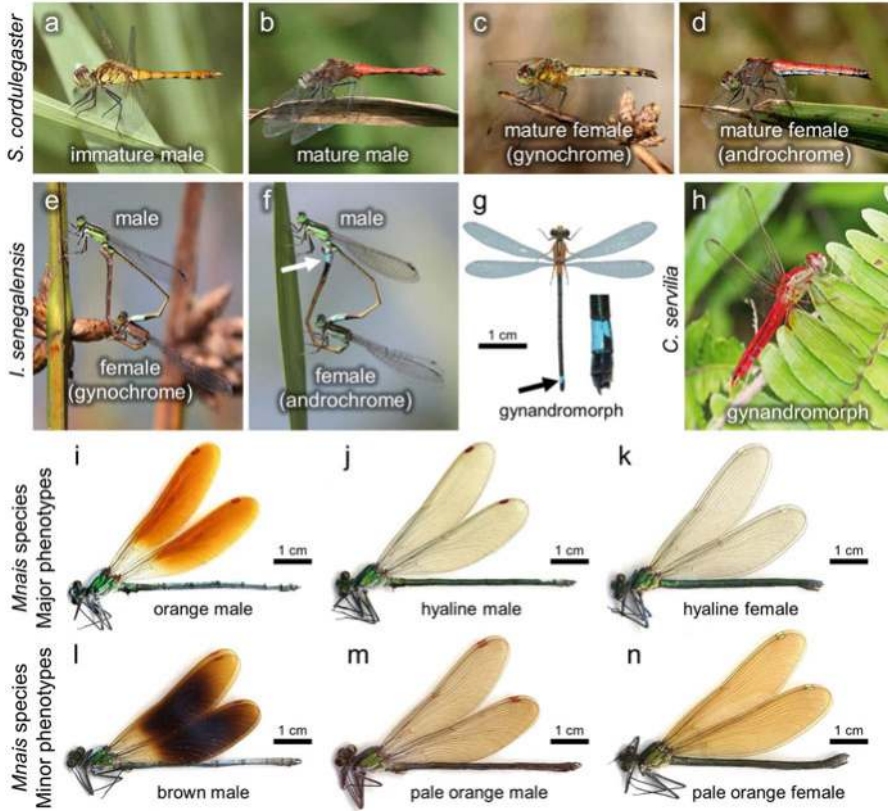 S. cordulegaster
a
immature male
b
mature male
c
mature female
(gynochrome)
d
mature female
(androchrome)
I. senegalensis
e
male
female
(gynochrome)
f
male
female
(androchrome)
g
1 cm
gynandromorph
C. servilia
h
gynandromorph
Mnais species
Major phenotypes
i
1 cm
orange male
j
1 cm
hyaline male
k
1 cm
hyaline female
Mnais species
Minor phenotypes
l
1 cm
brown male
m
1 cm
pale orange male
n
1 cm
pale orange female